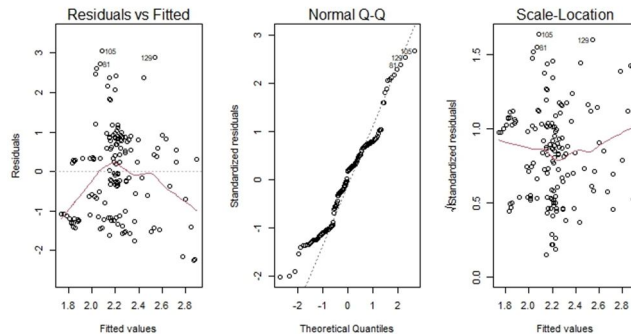 Residuals vs Fitted
Residuals
3
2
1
0
-1
-2
105
61
129
1.8 2.0 2.2 2.4 2.6 2.8
Fitted values
Normal Q-Q
Standardized residuals
3
2
1
0
-1
-2
105
129
61
-2 -1 0 1 2
Theoretical Quantiles
Scale-Location
√|Standardized residuals|
1.5
1.0
0.5
0.0
105
61
129
1.8 2.0 2.2 2.4 2.6 2.8
Fitted values